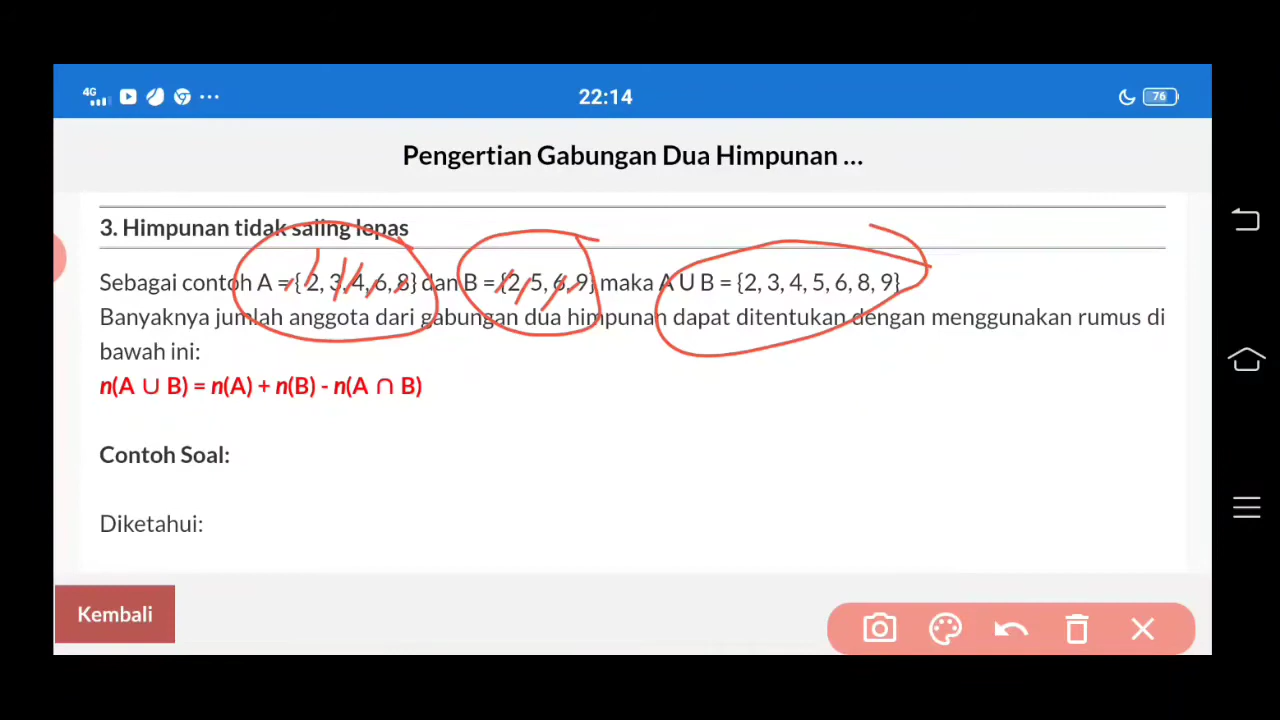 4G
22:14
76
Pengertian Gabungan Dua Himpunan ...
3. Himpunan tidak saling lepas
Sebagai contoh A = { 2, 3, 4, 6, 8} dan B = {2, 5, 6, 9} maka A U B = {2, 3, 4, 5, 6, 8, 9}
Banyaknya jumlah anggota dari gabungan dua himpunan dapat ditentukan dengan menggunakan rumus di
bawah ini:
n(A ∪ B) = n(A) + n(B) - n(A ∩ B)
Contoh Soal:
Diketahui:
Kembali